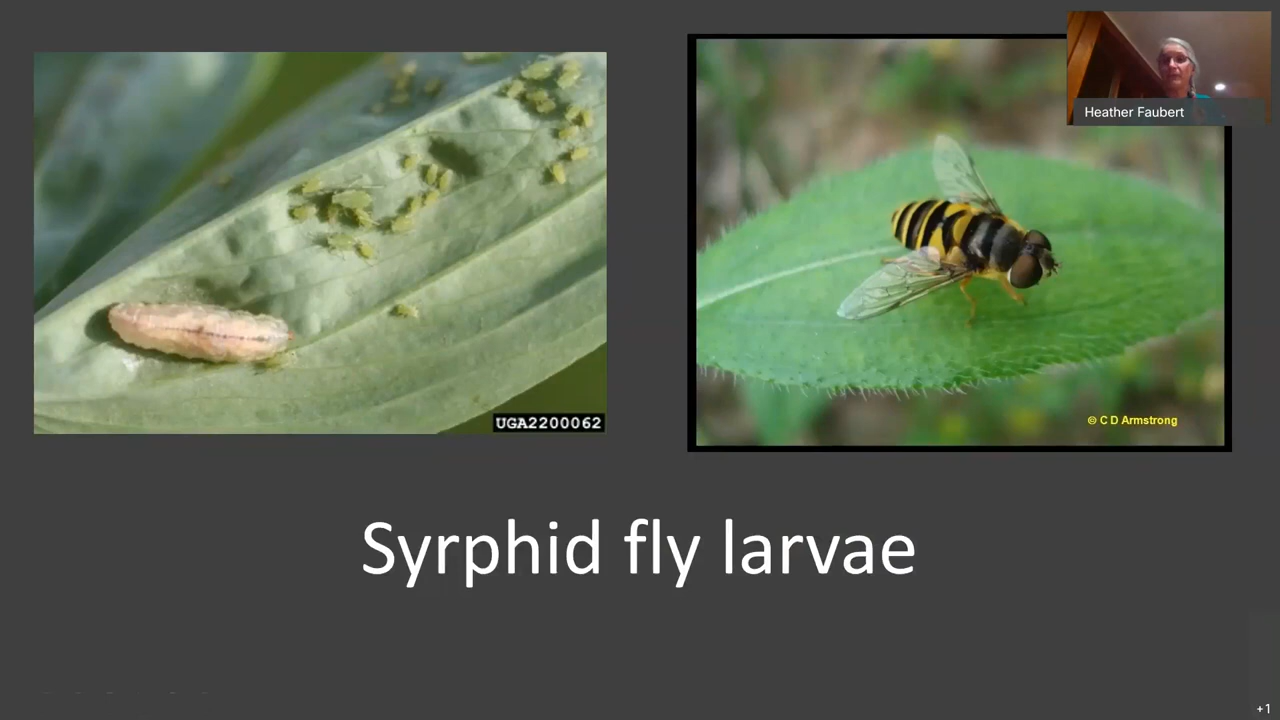 Heather Faubert
UGA2200062
© C D Armstrong
Syrphid fly larvae
+1